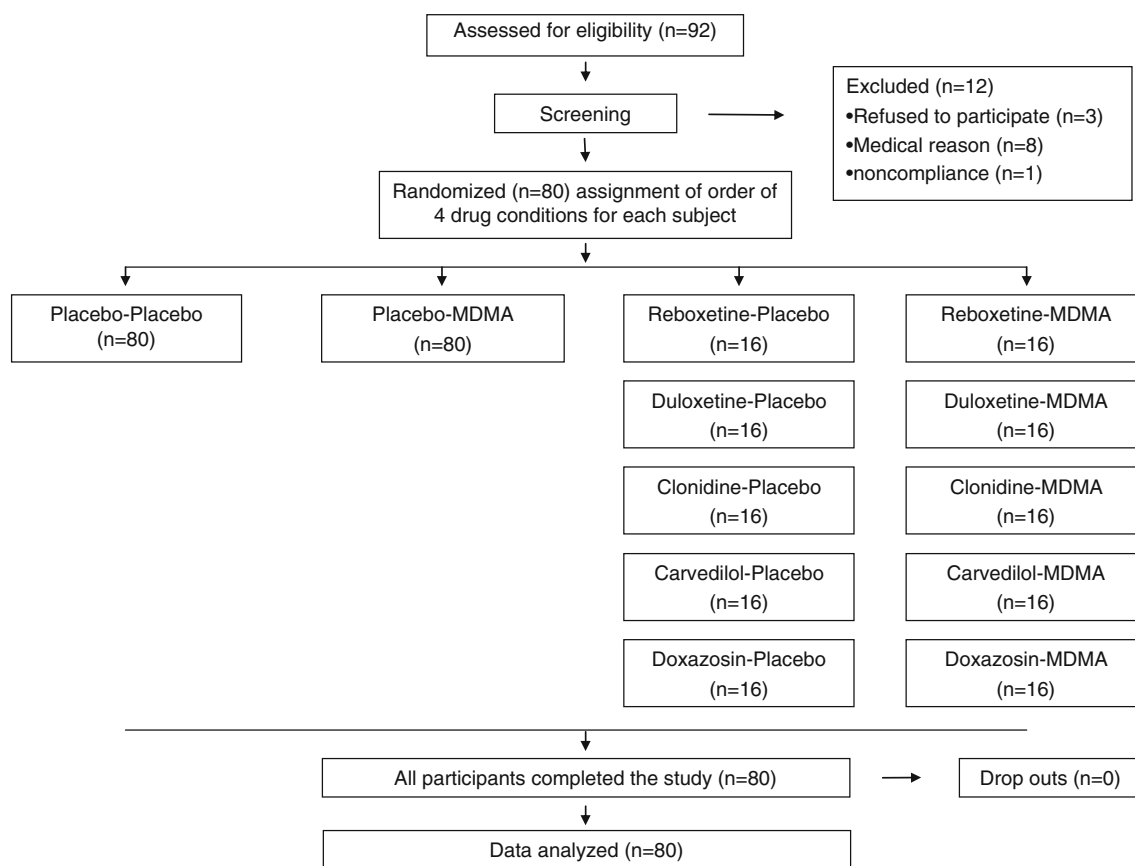 Assessed for eligibility (n=92)
Screening
Excluded (n=12)
•Refused to participate (n=3)
•Medical reason (n=8)
•noncompliance (n=1)
Randomized (n=80) assignment of order of
4 drug conditions for each subject
Placebo-Placebo
(n=80)
Placebo-MDMA
(n=80)
Reboxetine-Placebo
(n=16)
Reboxetine-MDMA
(n=16)
Duloxetine-Placebo
(n=16)
Duloxetine-MDMA
(n=16)
Clonidine-Placebo
(n=16)
Clonidine-MDMA
(n=16)
Carvedilol-Placebo
(n=16)
Carvedilol-MDMA
(n=16)
Doxazosin-Placebo
(n=16)
Doxazosin-MDMA
(n=16)
All participants completed the study (n=80)
Drop outs (n=0)
Data analyzed (n=80)